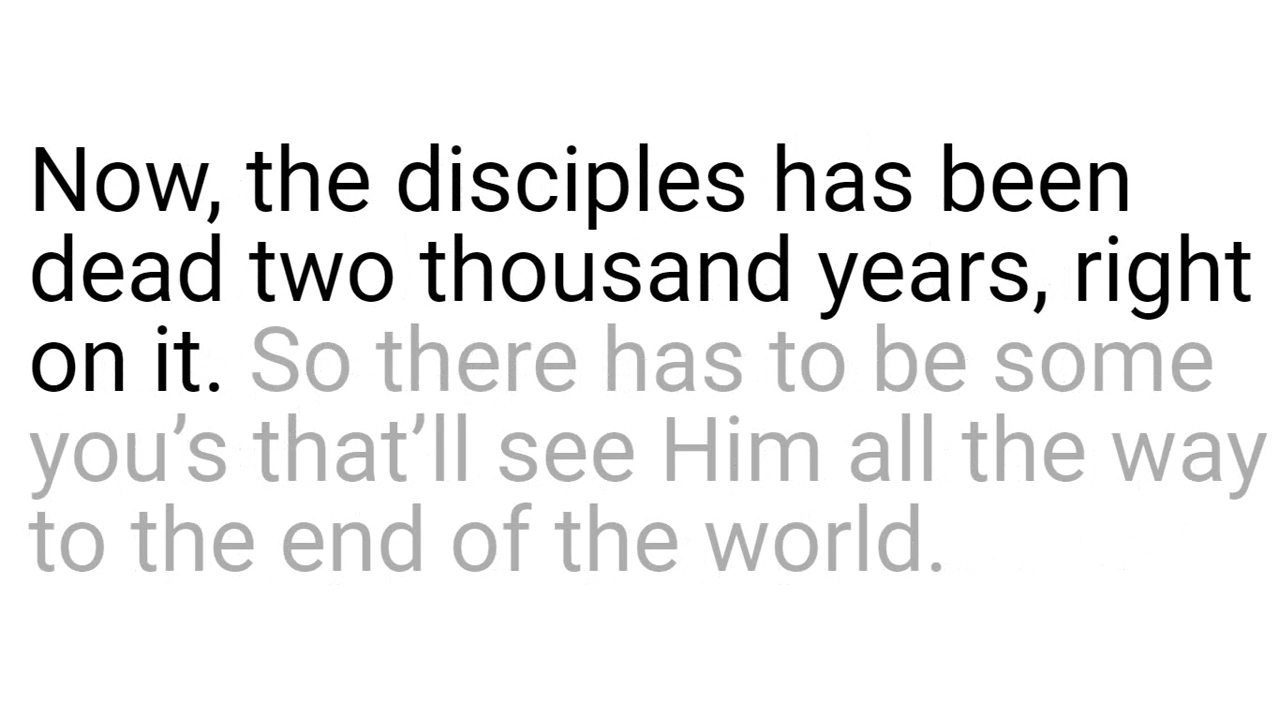 Now, the disciples has been
dead two thousand years, right
on it. So there has to be some
you’s that’ll see Him all the way
to the end of the world.